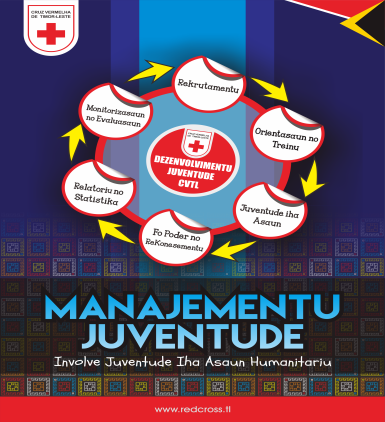 CRUZ VERMELHA
DE TIMOR-LESTE
Rekrutamentu
Orientasaun no
Treinu
Juventude iha
Asaun
Fo Poder no
ReKonesementu
Relatoriu no
Statistika
Monitorizasaun
no Evaluasaun
DEZENVOLVIMENTU
JUVENTUDE
CVTL
MANAJEMENTU
JUVENTUDE
Involve Juventude Iha Asaun Humanitariu
www.redcross.tl